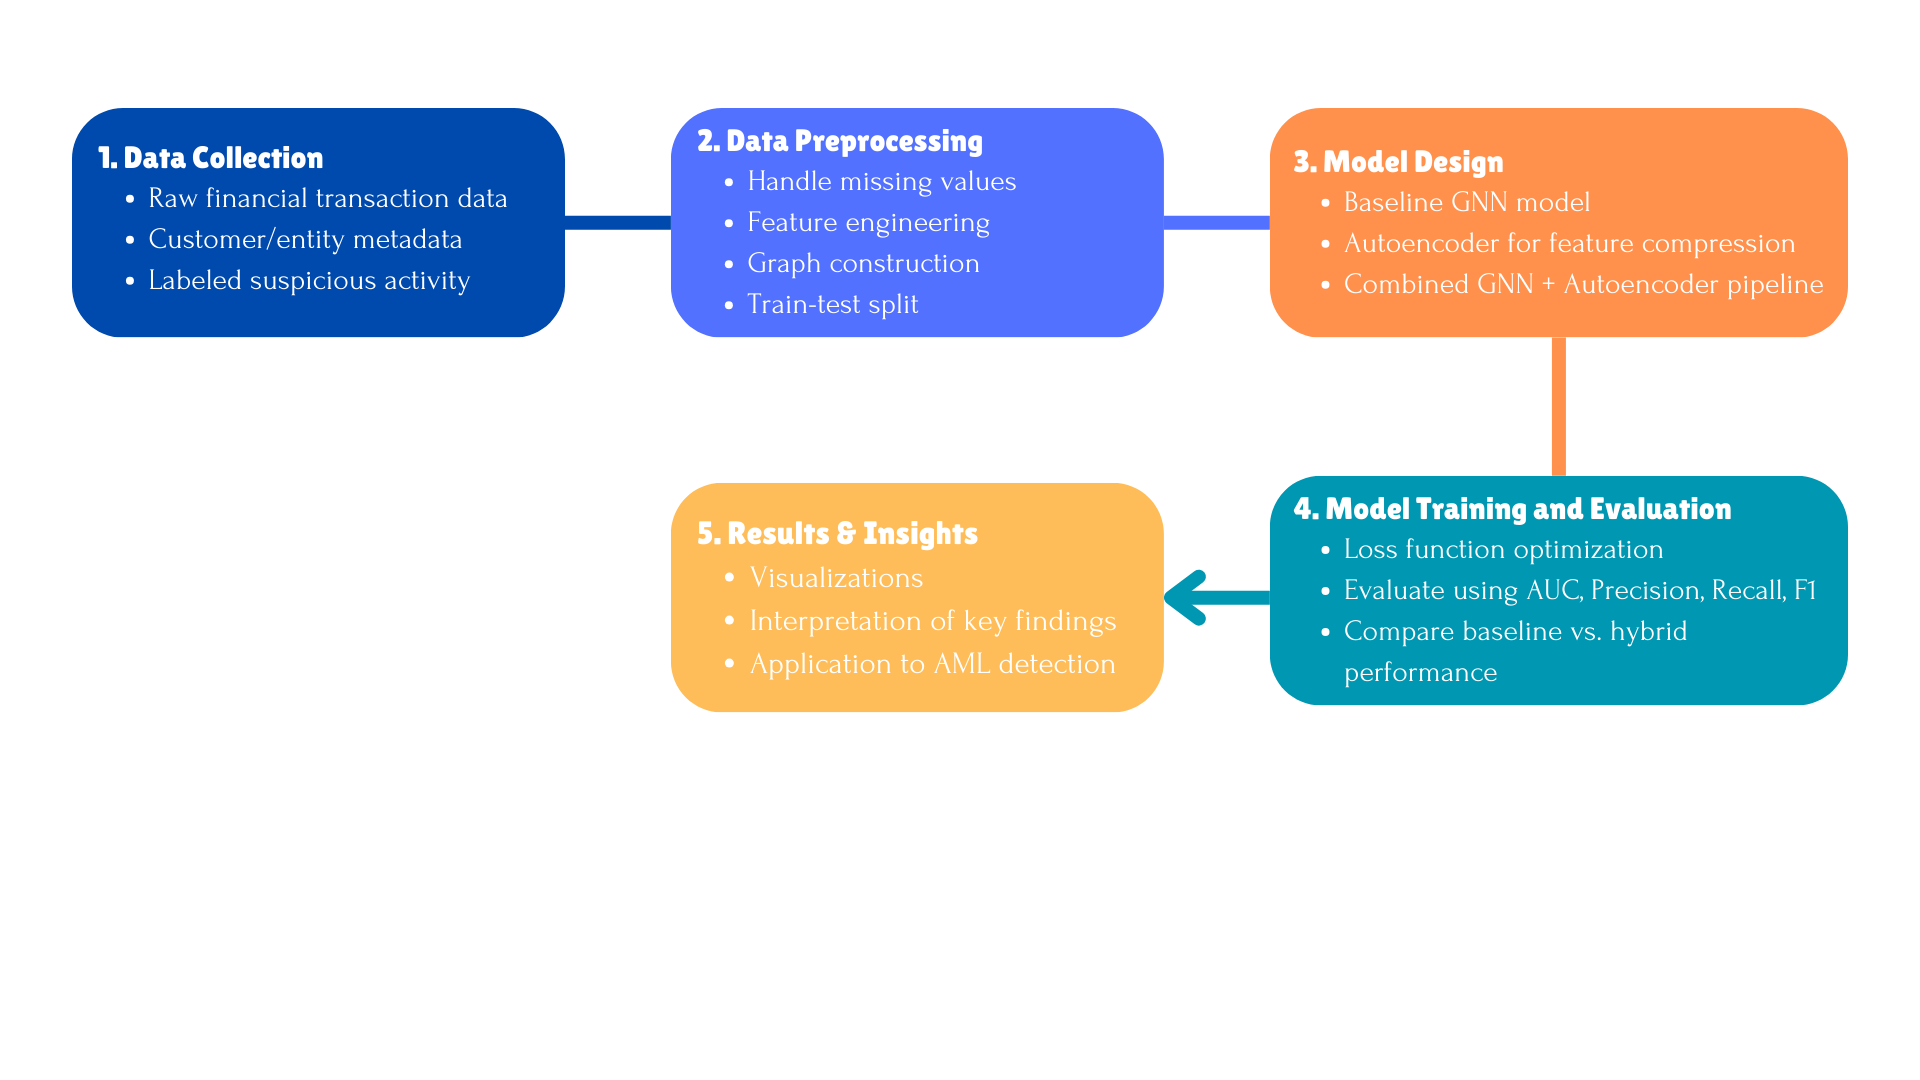 1. Data Collection
• Raw financial transaction data
• Customer/entity metadata
• Labeled suspicious activity
2. Data Preprocessing
• Handle missing values
• Feature engineering
• Graph construction
• Train-test split
3. Model Design
• Baseline GNN model
• Autoencoder for feature compression
• Combined GNN + Autoencoder pipeline
4. Model Training and Evaluation
• Loss function optimization
• Evaluate using AUC, Precision, Recall, F1
• Compare baseline vs. hybrid
performance
5. Results & Insights
• Visualizations
• Interpretation of key findings
• Application to AML detection